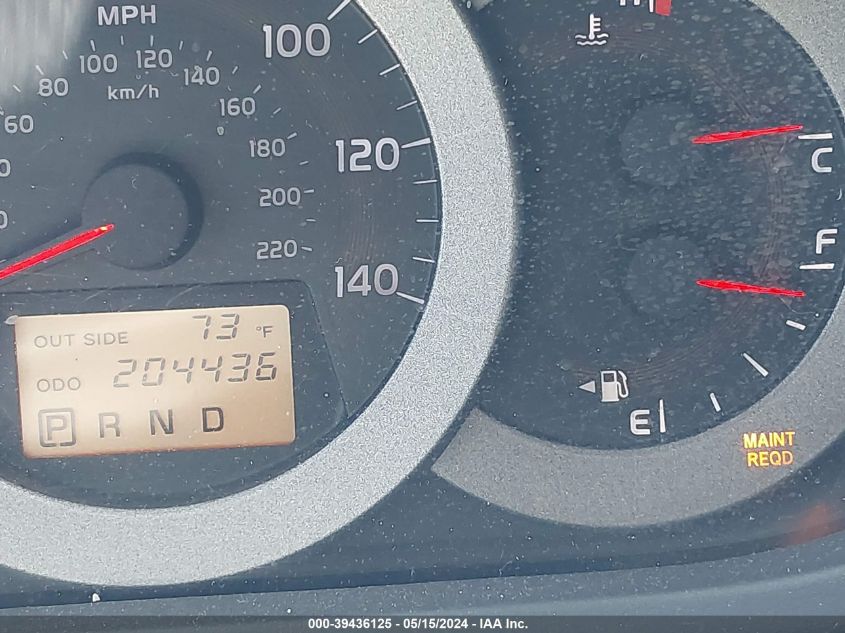 MPH
100
120
140
80
100
120
140
km/h
60
160
180
200
220
C
F
E
OUT SIDE 73 °F
ODO 204436
P R N D
MAINT
REQD
000-39436125 - 05/15/2024 - IAA Inc.